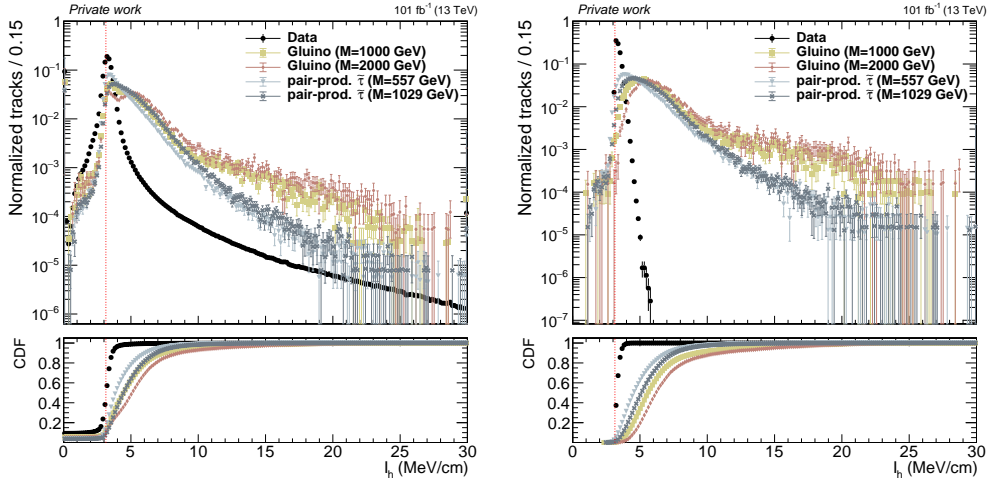 Private work 101 fb⁻¹ (13 TeV)
Normalized tracks / 0.15
Data
Gluino (M=1000 GeV)
Gluino (M=2000 GeV)
pair-prod. τ̃ (M=557 GeV)
pair-prod. τ̃ (M=1029 GeV)
1
10⁻¹
10⁻²
10⁻³
10⁻⁴
10⁻⁵
10⁻⁶
CDF
1
0.8
0.6
0.4
0.2
0 5 10 15 20 25 30
I_h (MeV/cm)
Private work 101 fb⁻¹ (13 TeV)
Normalized tracks / 0.15
Data
Gluino (M=1000 GeV)
Gluino (M=2000 GeV)
pair-prod. τ̃ (M=557 GeV)
pair-prod. τ̃ (M=1029 GeV)
1
10⁻¹
10⁻²
10⁻³
10⁻⁴
10⁻⁵
10⁻⁶
10⁻⁷
CDF
1
0.8
0.6
0.4
0.2
0 5 10 15 20 25 30
I_h (MeV/cm)